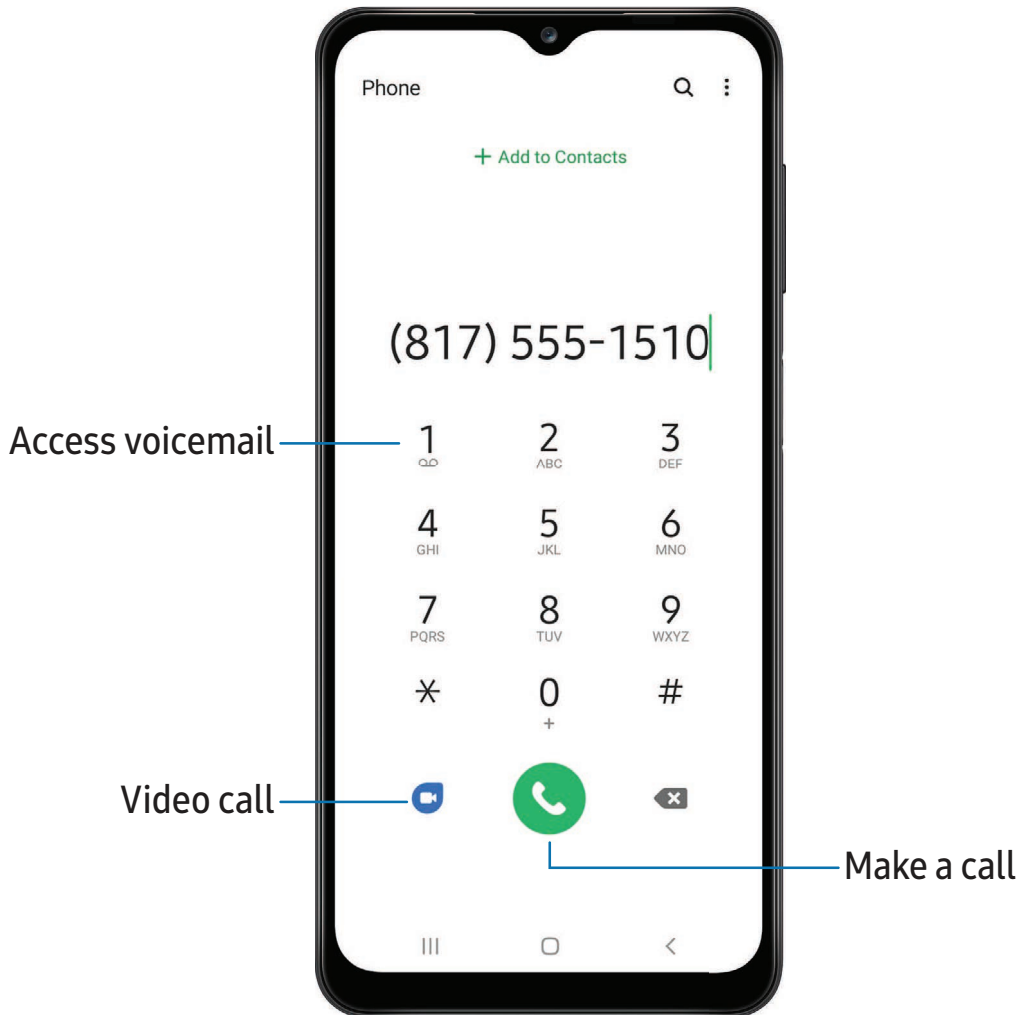 Phone
+ Add to Contacts
(817) 555-1510
Access voicemail
1 2 3
ABC DEF
4 5 6
GHI JKL MNO
7 8 9
PQRS TUV WXYZ
* 0 #
+
Video call
Make a call